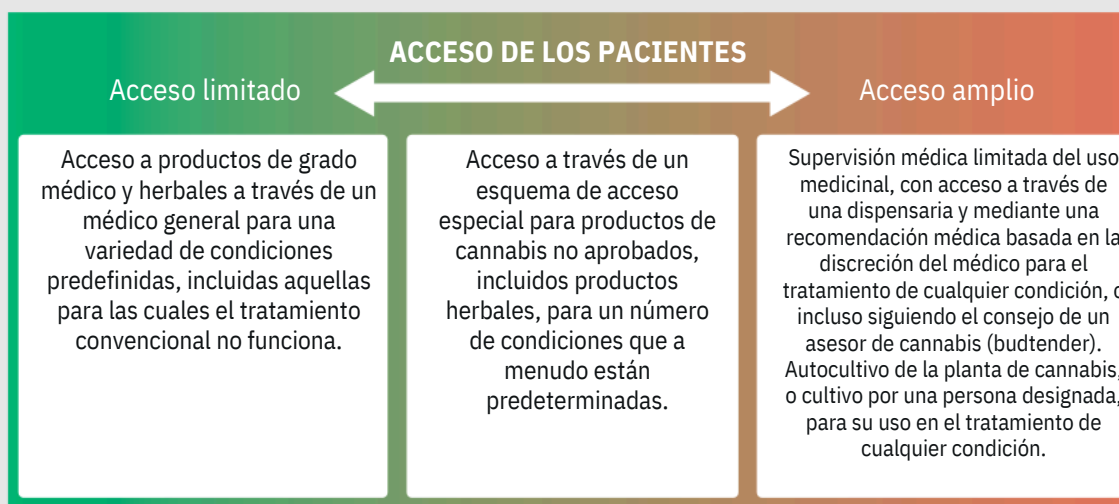 ACCESO DE LOS PACIENTES
Acceso limitado
Acceso amplio
Acceso a productos de grado
médico y herbales a través de un
médico general para una
variedad de condiciones
predefinidas, incluidas aquellas
para las cuales el tratamiento
convencional no funciona.
Acceso a través de un
esquema de acceso
especial para productos de
cannabis no aprobados,
incluidos productos
herbales, para un número
de condiciones que a
menudo están
predeterminadas.
Supervisión médica limitada del uso
medicinal, con acceso a través de
una dispensaria y mediante una
recomendación médica basada en la
discreción del médico para el
tratamiento de cualquier condición, o
incluso siguiendo el consejo de un
asesor de cannabis (budtender).
Autocultivo de la planta de cannabis,
o cultivo por una persona designada,
para su uso en el tratamiento de
cualquier condición.